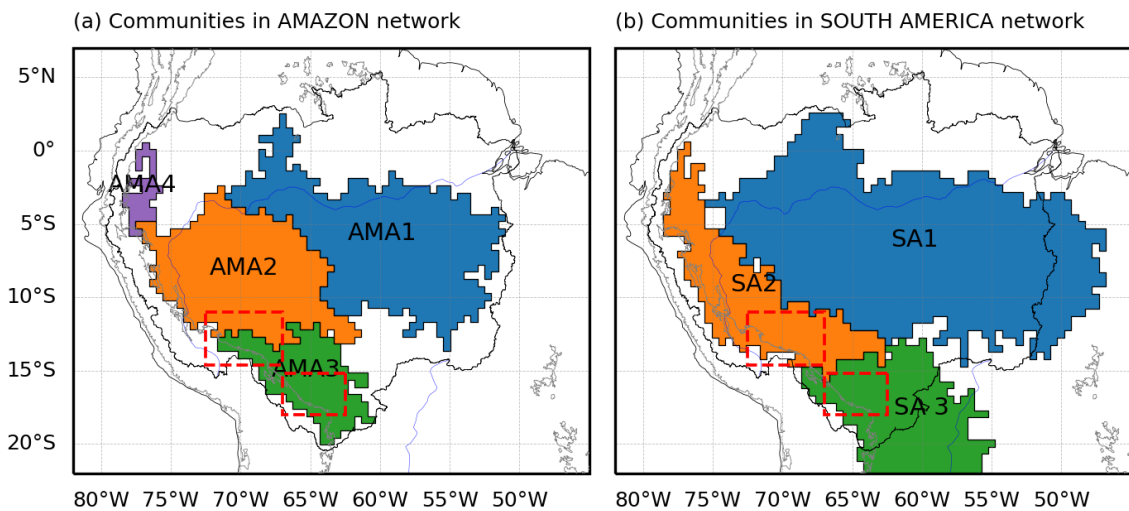 (a) Communities in AMAZON network
(b) Communities in SOUTH AMERICA network
5°N
0°
5°S
10°S
15°S
20°S
AMA4
AMA1
AMA2
AMA3
SA1
SA2
SA 3
80°W 75°W 70°W 65°W 60°W 55°W 50°W
80°W 75°W 70°W 65°W 60°W 55°W 50°W